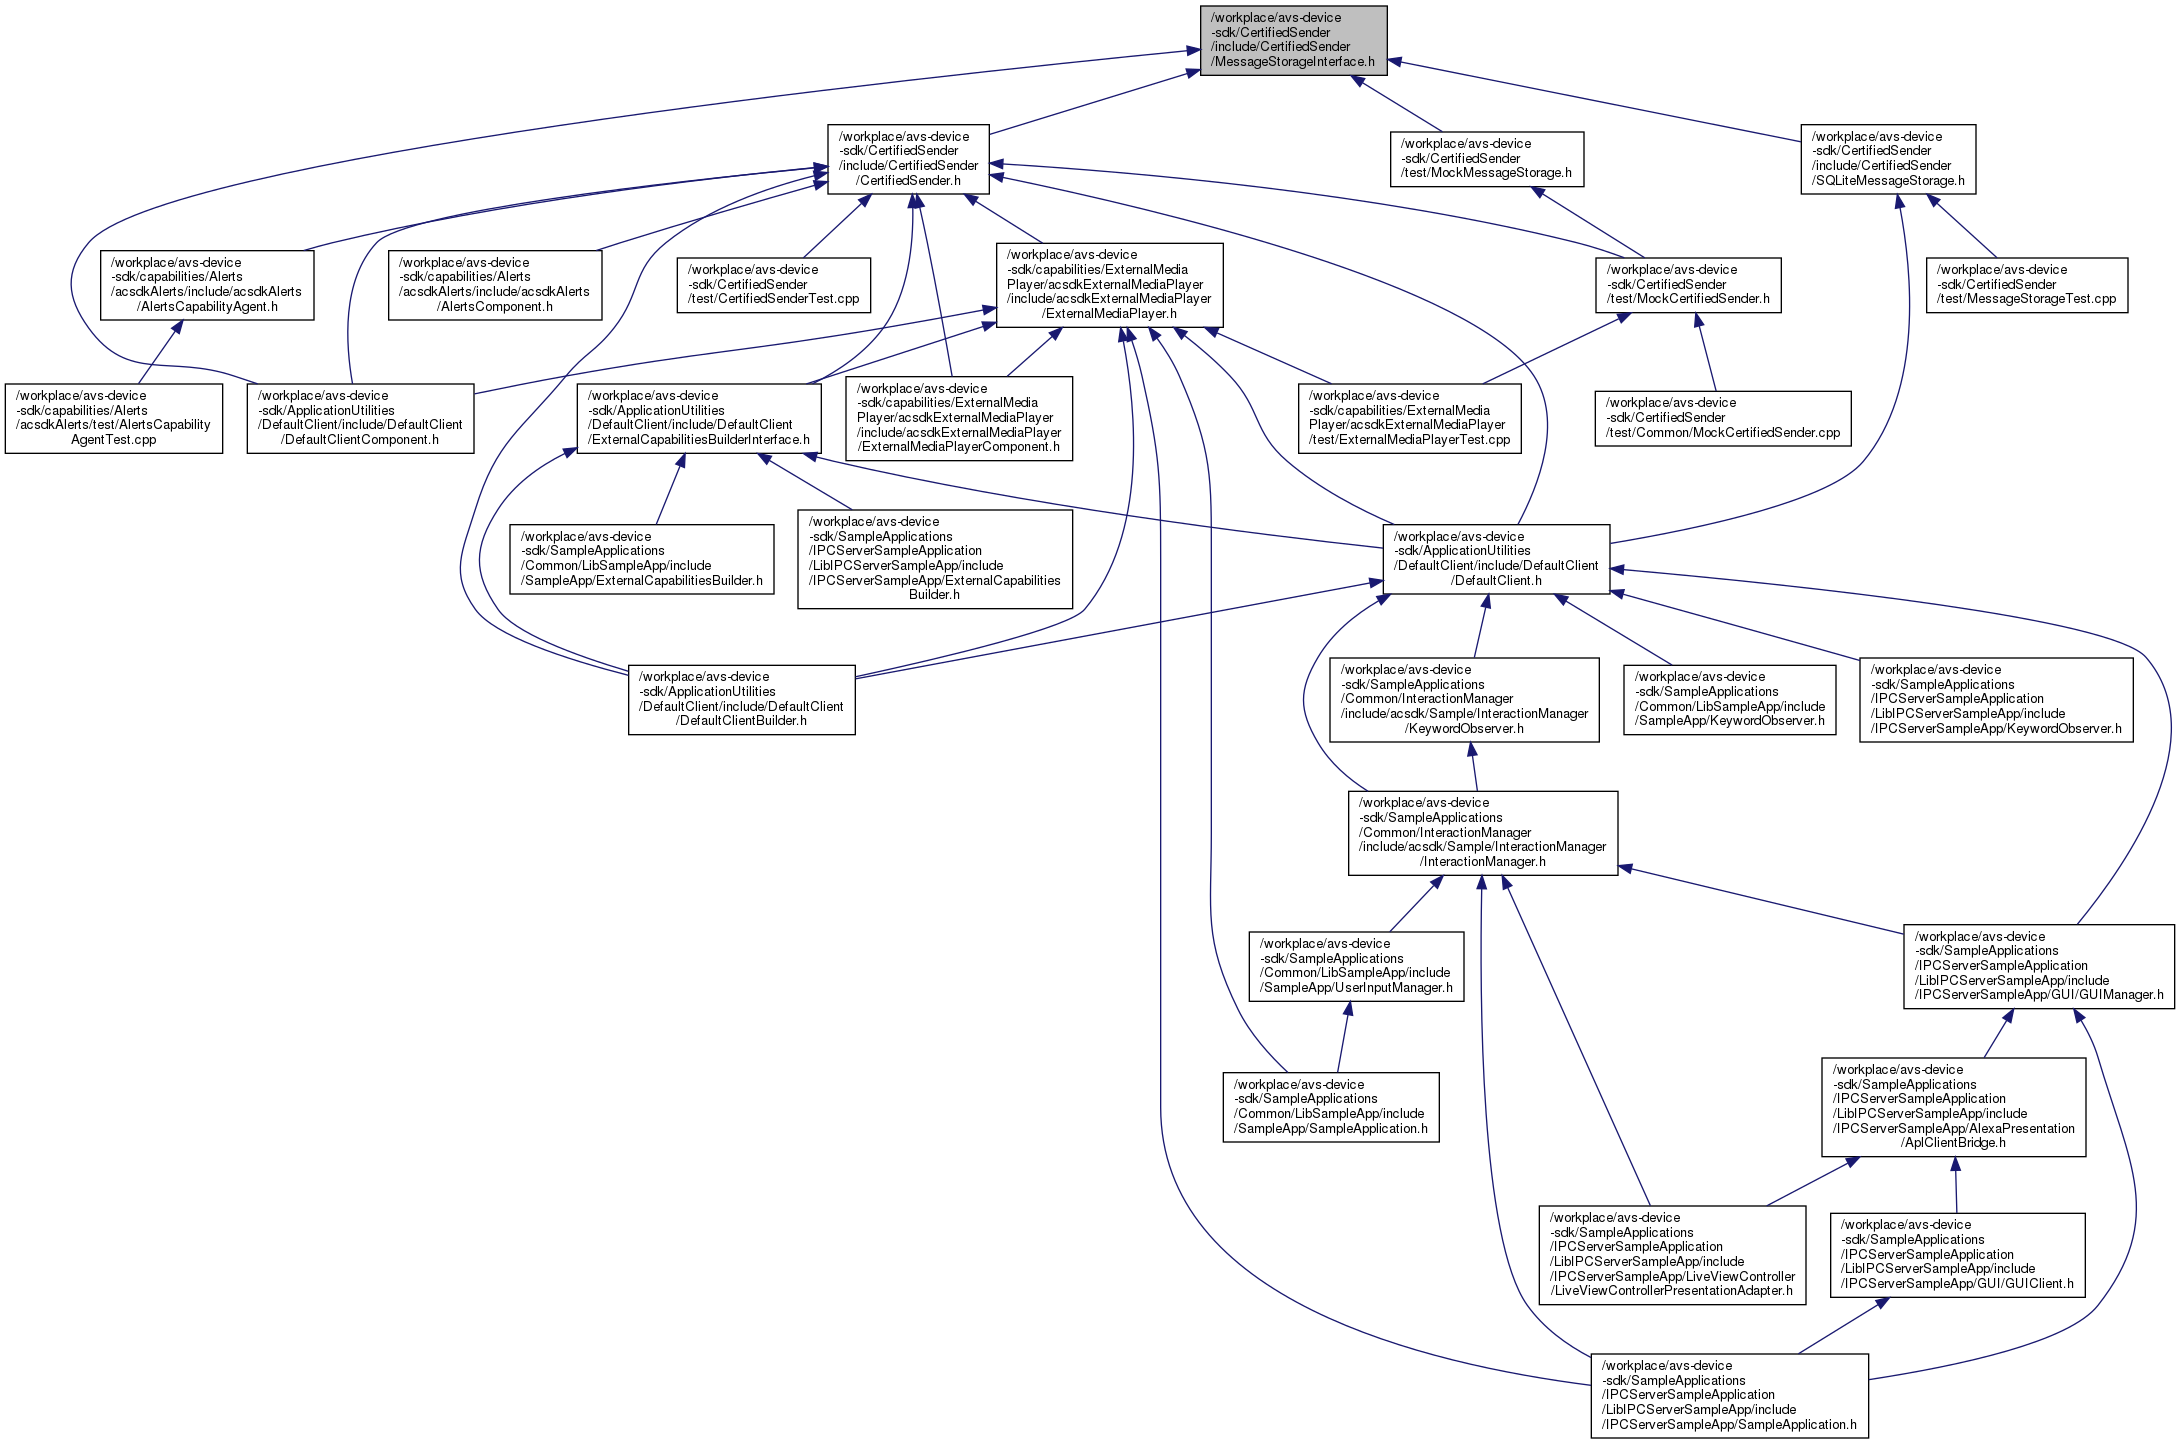 /workplace/avs-device
-sdk/CertifiedSender
/include/CertifiedSender
/MessageStorageInterface.h
/workplace/avs-device
-sdk/CertifiedSender
/include/CertifiedSender
/CertifiedSender.h
/workplace/avs-device
-sdk/CertifiedSender
/test/MockMessageStorage.h
/workplace/avs-device
-sdk/CertifiedSender
/include/CertifiedSender
/SQLiteMessageStorage.h
/workplace/avs-device
-sdk/capabilities/Alerts
/acsdkAlerts/include/acsdkAlerts
/AlertsCapabilityAgent.h
/workplace/avs-device
-sdk/capabilities/Alerts
/acsdkAlerts/include/acsdkAlerts
/AlertsComponent.h
/workplace/avs-device
-sdk/CertifiedSender
/test/CertifiedSenderTest.cpp
/workplace/avs-device
-sdk/capabilities/ExternalMedia
Player/acsdkExternalMediaPlayer
/include/acsdkExternalMediaPlayer
/ExternalMediaPlayer.h
/workplace/avs-device
-sdk/CertifiedSender
/test/MockCertifiedSender.h
/workplace/avs-device
-sdk/CertifiedSender
/test/MessageStorageTest.cpp
/workplace/avs-device
-sdk/capabilities/Alerts
/acsdkAlerts/test/AlertsCapability
AgentTest.cpp
/workplace/avs-device
-sdk/ApplicationUtilities
/DefaultClient/include/DefaultClient
/DefaultClientComponent.h
/workplace/avs-device
-sdk/ApplicationUtilities
/DefaultClient/include/DefaultClient
/ExternalCapabilitiesBuilderInterface.h
/workplace/avs-device
-sdk/capabilities/ExternalMedia
Player/acsdkExternalMediaPlayer
/include/acsdkExternalMediaPlayer
/ExternalMediaPlayerComponent.h
/workplace/avs-device
-sdk/capabilities/ExternalMedia
Player/acsdkExternalMediaPlayer
/test/ExternalMediaPlayerTest.cpp
/workplace/avs-device
-sdk/CertifiedSender
/test/Common/MockCertifiedSender.cpp
/workplace/avs-device
-sdk/SampleApplications
/Common/LibSampleApp/include
/SampleApp/ExternalCapabilitiesBuilder.h
/workplace/avs-device
-sdk/SampleApplications
/IPCServerSampleApplication
/LibIPCServerSampleApp/include
/IPCServerSampleApp/ExternalCapabilities
Builder.h
/workplace/avs-device
-sdk/ApplicationUtilities
/DefaultClient/include/DefaultClient
/DefaultClient.h
/workplace/avs-device
-sdk/ApplicationUtilities
/DefaultClient/include/DefaultClient
/DefaultClientBuilder.h
/workplace/avs-device
-sdk/SampleApplications
/Common/InteractionManager
/include/acsdk/Sample/InteractionManager
/KeywordObserver.h
/workplace/avs-device
-sdk/SampleApplications
/Common/LibSampleApp/include
/SampleApp/KeywordObserver.h
/workplace/avs-device
-sdk/SampleApplications
/IPCServerSampleApplication
/LibIPCServerSampleApp/include
/IPCServerSampleApp/KeywordObserver.h
/workplace/avs-device
-sdk/SampleApplications
/Common/InteractionManager
/include/acsdk/Sample/InteractionManager
/InteractionManager.h
/workplace/avs-device
-sdk/SampleApplications
/Common/LibSampleApp/include
/SampleApp/UserInputManager.h
/workplace/avs-device
-sdk/SampleApplications
/IPCServerSampleApplication
/LibIPCServerSampleApp/include
/IPCServerSampleApp/GUI/GUIManager.h
/workplace/avs-device
-sdk/SampleApplications
/Common/LibSampleApp/include
/SampleApp/SampleApplication.h
/workplace/avs-device
-sdk/SampleApplications
/IPCServerSampleApplication
/LibIPCServerSampleApp/include
/IPCServerSampleApp/AlexaPresentation
/AplClientBridge.h
/workplace/avs-device
-sdk/SampleApplications
/IPCServerSampleApplication
/LibIPCServerSampleApp/include
/IPCServerSampleApp/LiveViewController
/LiveViewControllerPresentationAdapter.h
/workplace/avs-device
-sdk/SampleApplications
/IPCServerSampleApplication
/LibIPCServerSampleApp/include
/IPCServerSampleApp/GUI/GUIClient.h
/workplace/avs-device
-sdk/SampleApplications
/IPCServerSampleApplication
/LibIPCServerSampleApp/include
/IPCServerSampleApp/SampleApplication.h